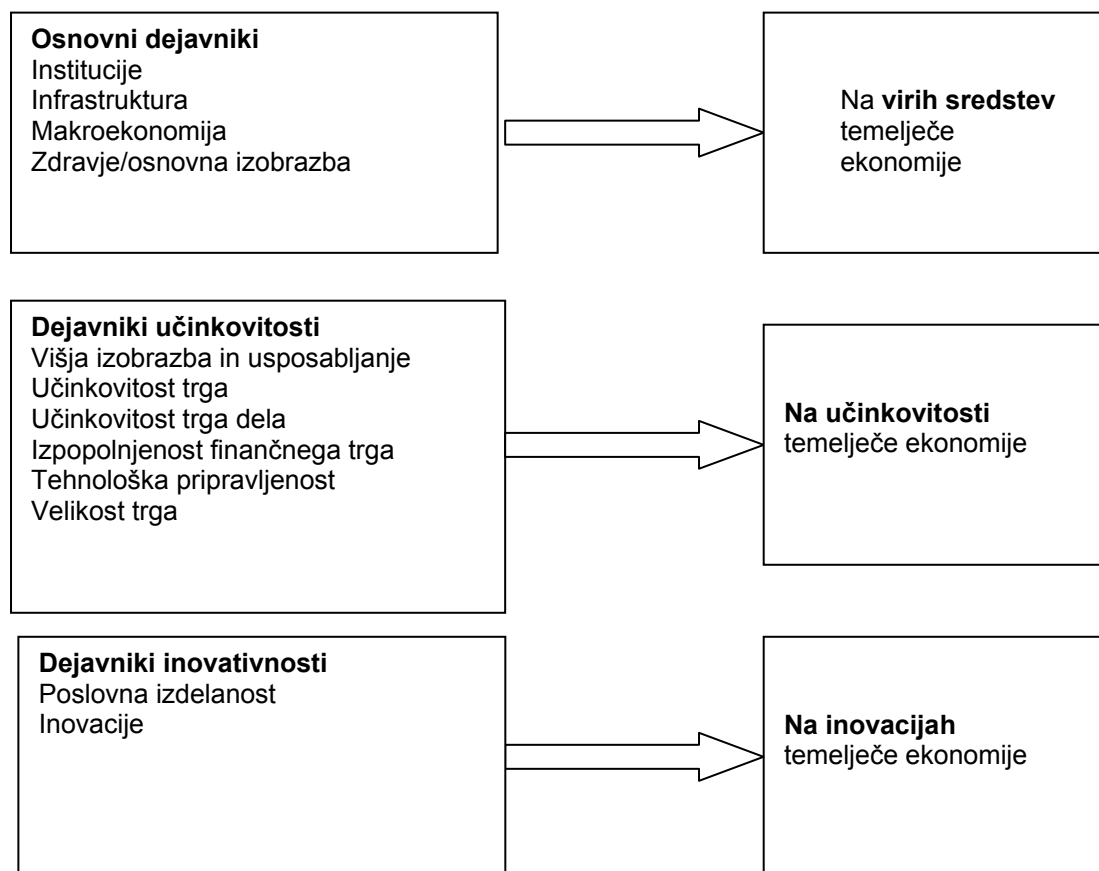 Osnovni dejavniki
Institucije
Infrastruktura
Makroekonomija
Zdravje/osnovna izobrazba
Na virih sredstev
temelječe
ekonomije
Dejavniki učinkovitosti
Višja izobrazba in usposabljanje
Učinkovitost trga
Učinkovitost trga dela
Izpopolnjenost finančnega trga
Tehnološka pripravljenost
Velikost trga
Na učinkovitosti
temelječe ekonomije
Dejavniki inovativnosti
Poslovna izdelanost
Inovacije
Na inovacijah
temelječe ekonomije